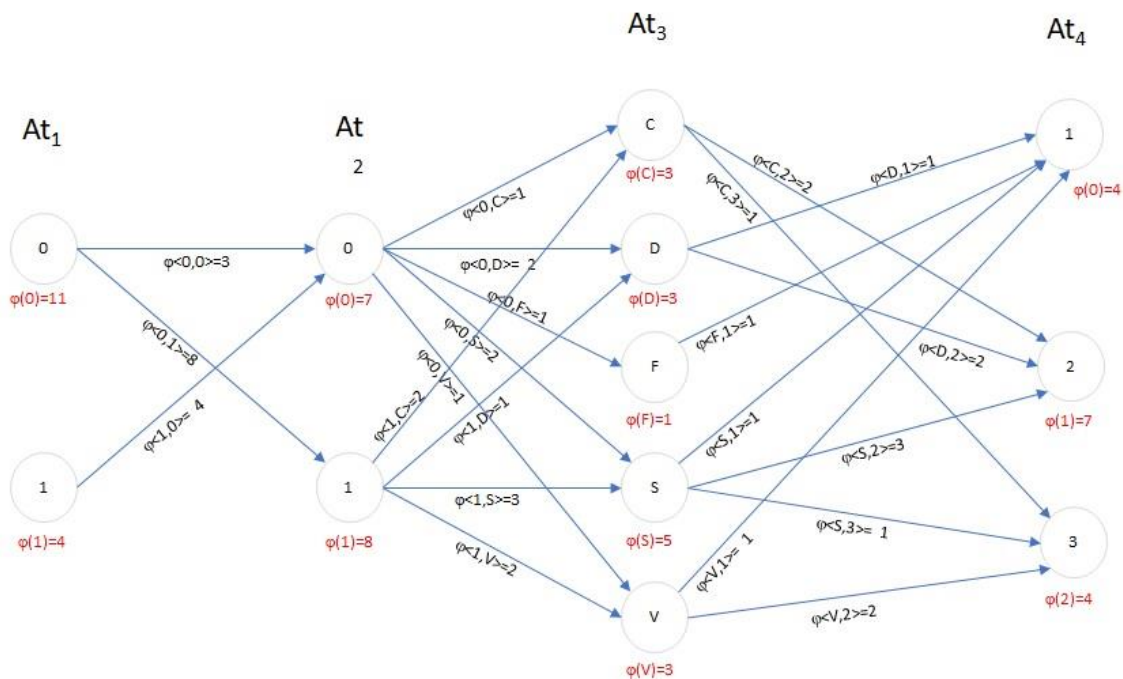 At₁
At
2
At₃
At₄
0
φ(0)=11
1
φ(1)=4
φ<0,0>=3
φ<0,1>=8
φ<1,0>= 4
0
φ(0)=7
1
φ(1)=8
φ<0,C>=1
φ<0,D>= 2
φ<0,F>=1
φ<0,S>=2
φ<0,V>=1
φ<1,C>=2
φ<1,D>=1
φ<1,S>=3
φ<1,V>=2
C
φ(C)=3
D
φ(D)=3
F
φ(F)=1
S
φ(S)=5
V
φ(V)=3
φ<C,2>=2
φ<C,3>=1
φ<D,1>=1
φ<D,2>=2
φ<F,1>=1
φ<S,1>=1
φ<S,2>=3
φ<S,3>= 1
φ<V,1>= 1
φ<V,2>=2
1
φ(0)=4
2
φ(1)=7
3
φ(2)=4